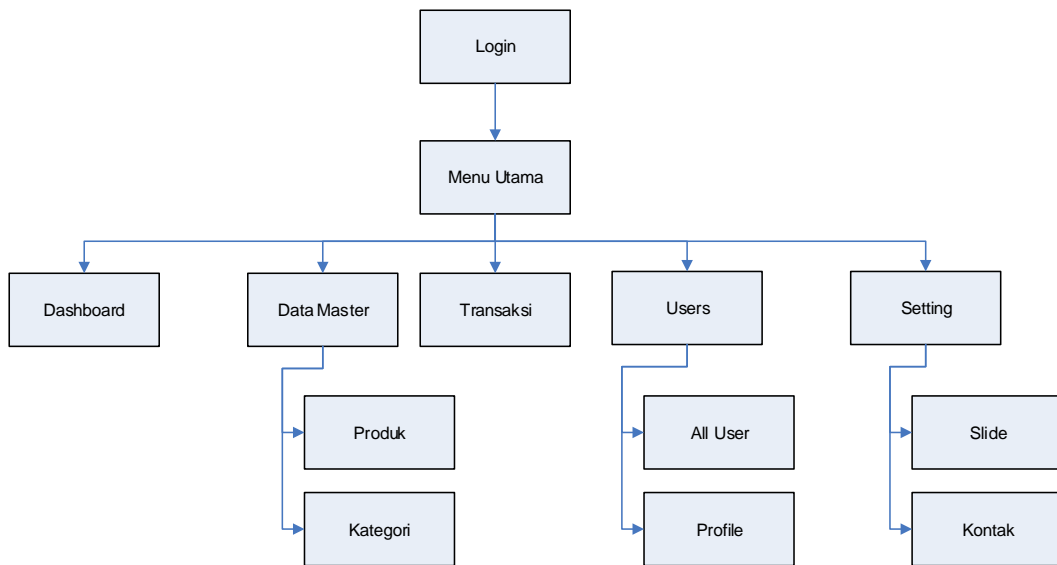 Login
Menu Utama
Dashboard
Data Master
Transaksi
Users
Setting
Produk
All User
Slide
Kategori
Profile
Kontak